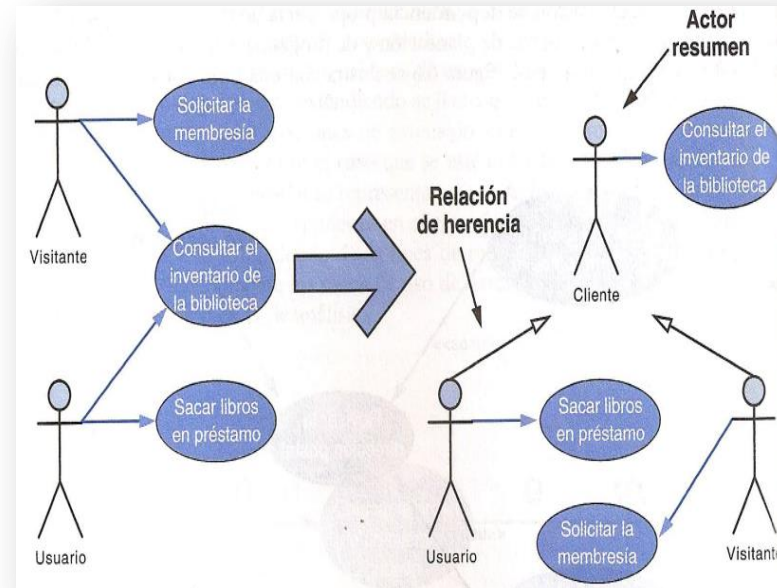 Solicitar la
membresía
Visitante
Consultar el
inventario de
la biblioteca
Sacar libros
en préstamo
Usuario
Actor
resumen
Consultar el
inventario de
la biblioteca
Relación
de herencia
Cliente
Sacar libros
en préstamo
Usuario
Solicitar la
membresía
Visitante